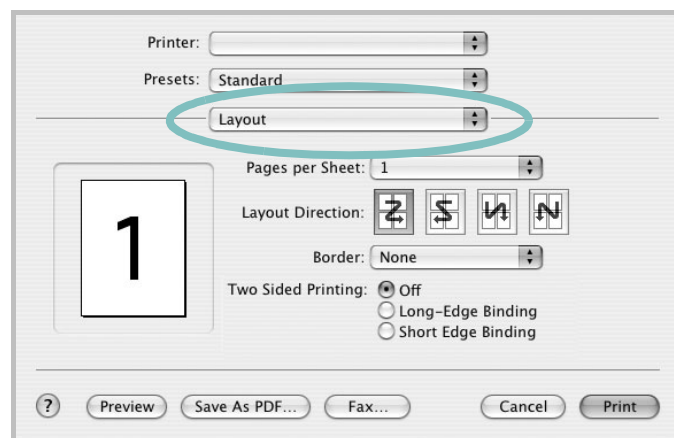 Printer:
Presets: Standard
Layout
Pages per Sheet: 1
1
Layout Direction:
Border: None
Two Sided Printing: Off
Long-Edge Binding
Short Edge Binding
? Preview Save As PDF... Fax... Cancel Print